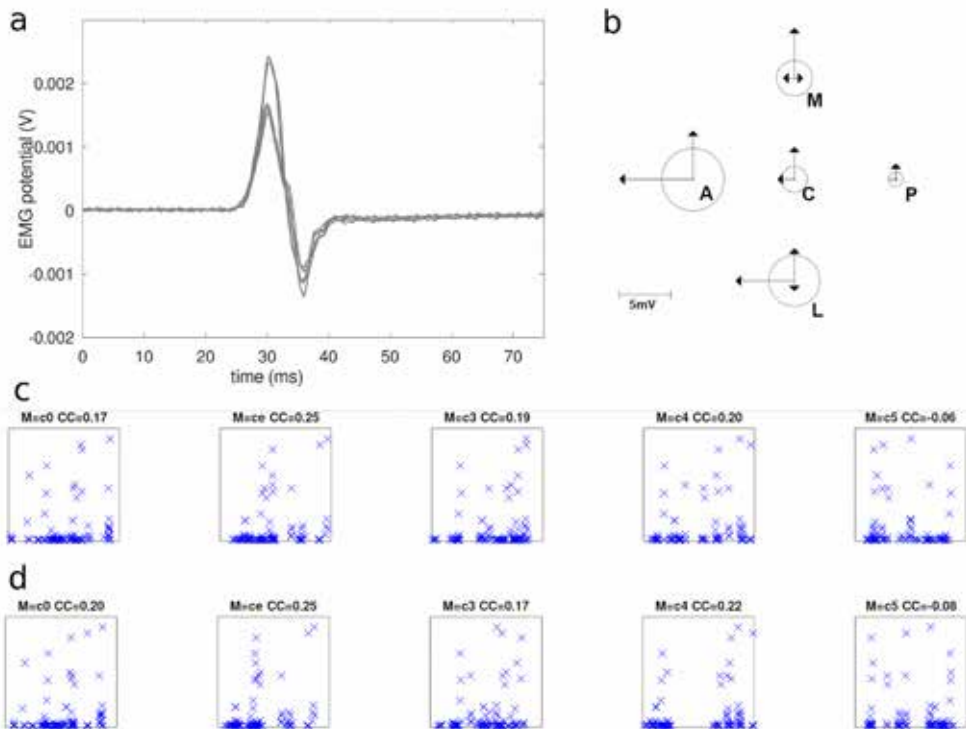 a
EMG potential (V)
0.002
0.001
0
-0.001
-0.002
0 10 20 30 40 50 60 70
time (ms)
b
M
A
C
P
L
5mV
c
M=c0 CC=0.17
M=ce CC=0.25
M=c3 CC=0.19
M=c4 CC=0.20
M=c5 CC=-0.06
d
M=c0 CC=0.20
M=ce CC=0.25
M=c3 CC=0.17
M=c4 CC=0.22
M=c5 CC=-0.08